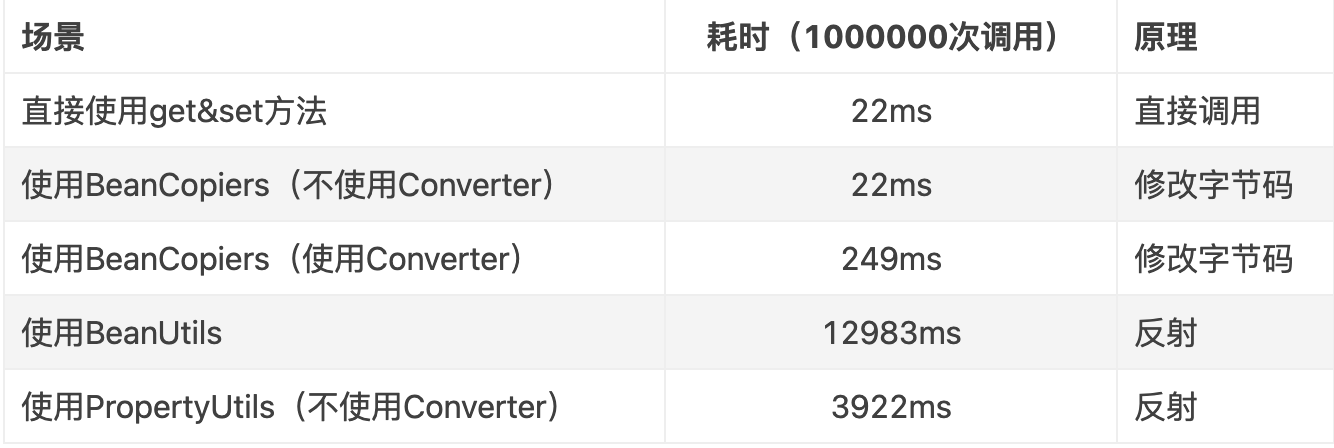 场景 耗时（1000000次调用） 原理
直接使用get&set方法 22ms 直接调用
使用BeanCopiers（不使用Converter） 22ms 修改字节码
使用BeanCopiers（使用Converter） 249ms 修改字节码
使用BeanUtils 12983ms 反射
使用PropertyUtils（不使用Converter） 3922ms 反射